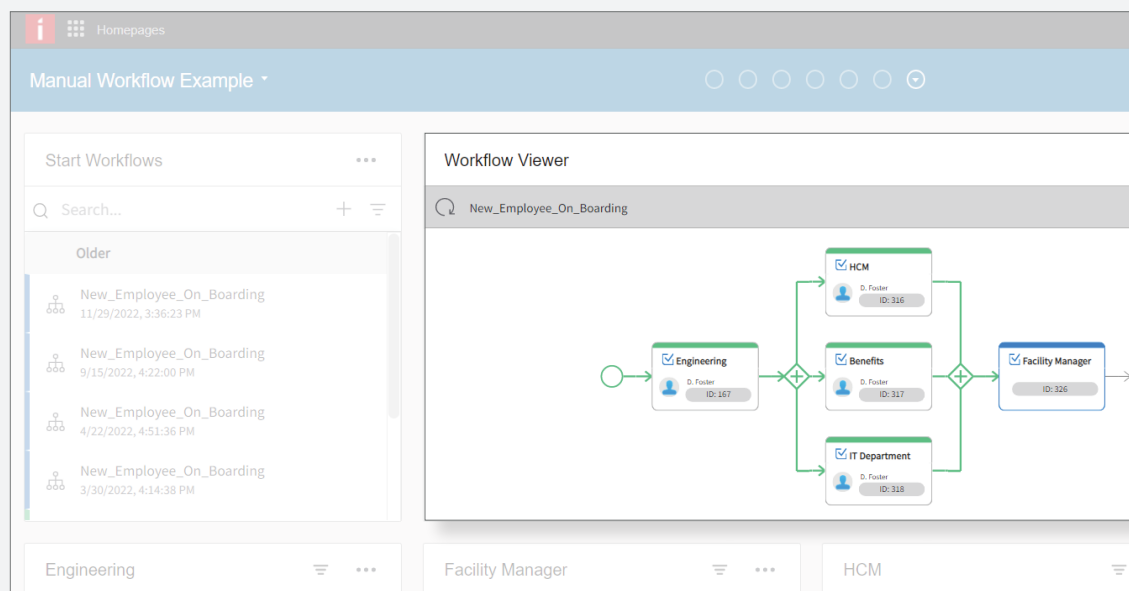 Homepages
Manual Workflow Example
Start Workflows
Search...
Older
New_Employee_On_Boarding
11/29/2022, 3:36:23 PM
New_Employee_On_Boarding
9/15/2022, 4:22:00 PM
New_Employee_On_Boarding
4/22/2022, 4:51:36 PM
New_Employee_On_Boarding
3/30/2022, 4:14:38 PM
Workflow Viewer
New_Employee_On_Boarding
Engineering
D. Foster
ID: 167
HCM
D. Foster
ID: 316
Benefits
D. Foster
ID: 317
IT Department
D. Foster
ID: 318
Facility Manager
ID: 326
Engineering
Facility Manager
HCM